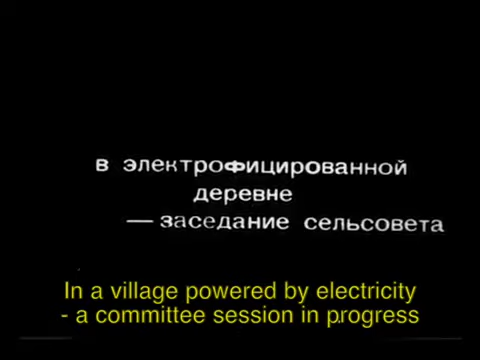 в электрофицированной
деревне
— заседание сельсовета
In a village powered by electricity
- a committee session in progress